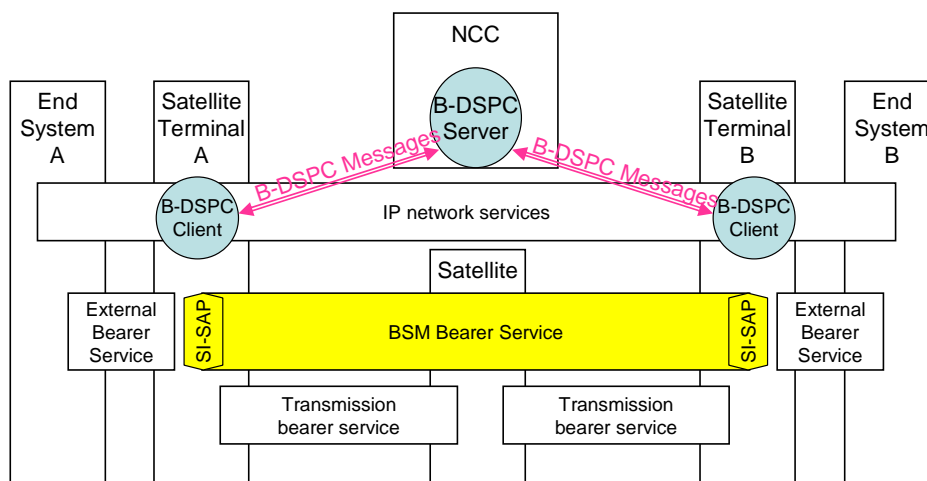 NCC
End
System
A
Satellite
Terminal
A
B-DSPC
Server
Satellite
Terminal
B
End
System
B
B-DSPC Messages
B-DSPC Messages
B-DSPC
Client
IP network services
B-DSPC
Client
Satellite
External
Bearer
Service
SI-SAP
BSM Bearer Service
SI-SAP
External
Bearer
Service
Transmission
bearer service
Transmission
bearer service